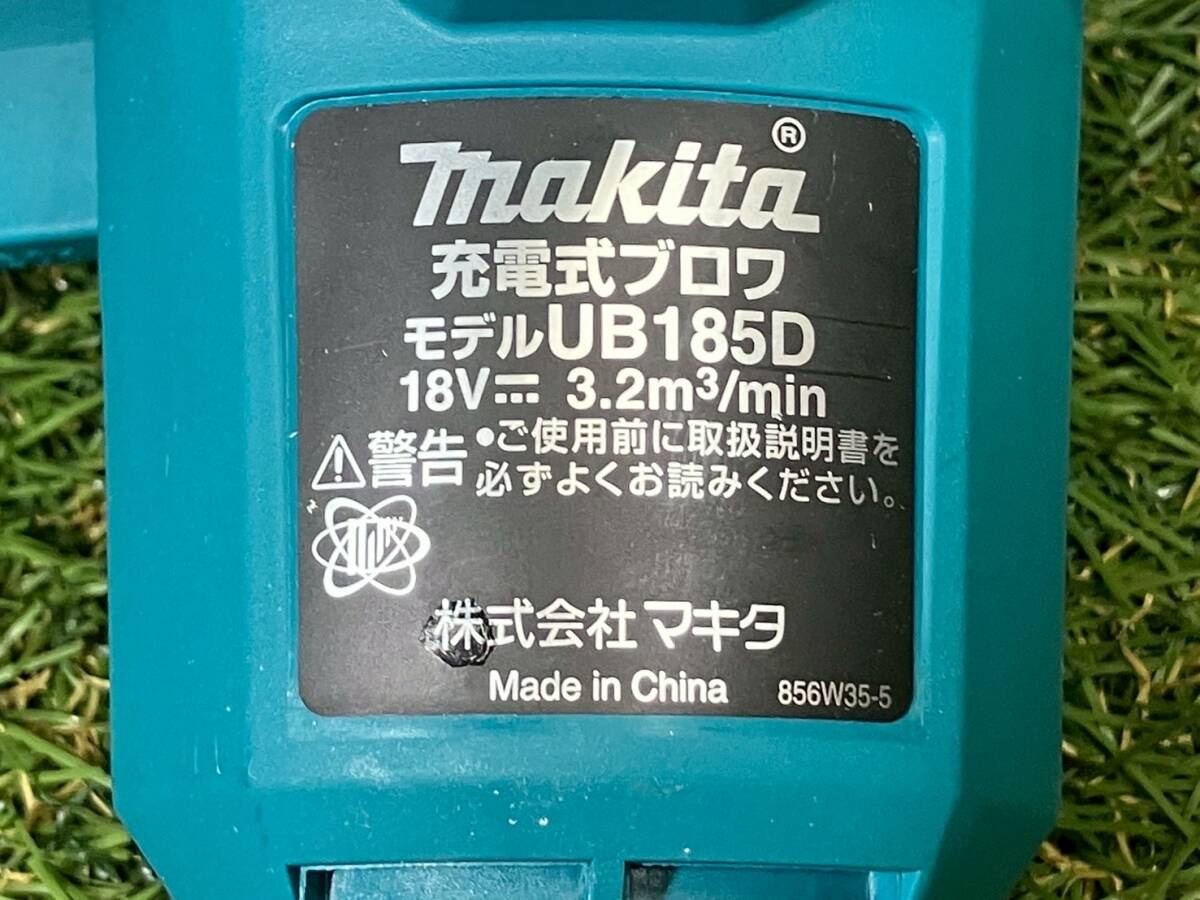 makita®
充電式ブロワ
モデルUB185D
18V⎓ 3.2m³/min
⚠警告 •ご使用前に取扱説明書を
必ずよくお読みください。
株式会社マキタ
Made in China 856W35-5